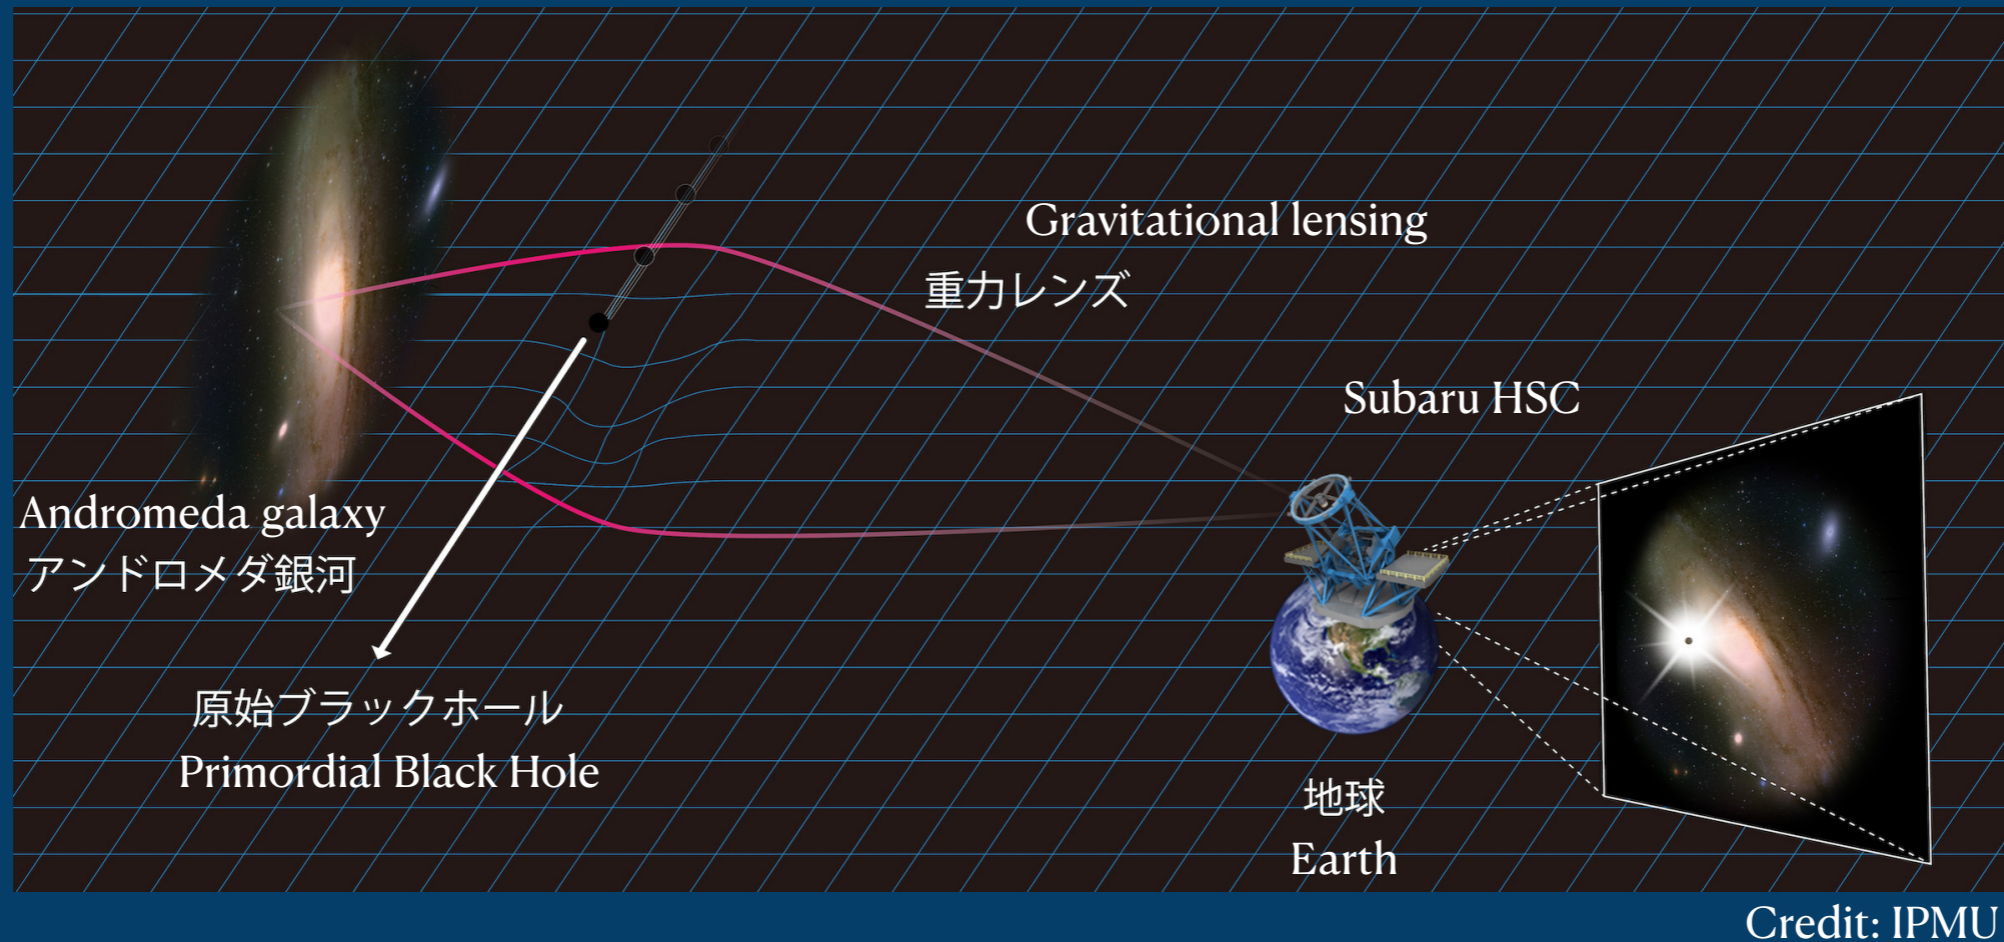 Gravitational lensing
重力レンズ
Subaru HSC
Andromeda galaxy
アンドロメダ銀河
原始ブラックホール
Primordial Black Hole
地球
Earth
Credit: IPMU